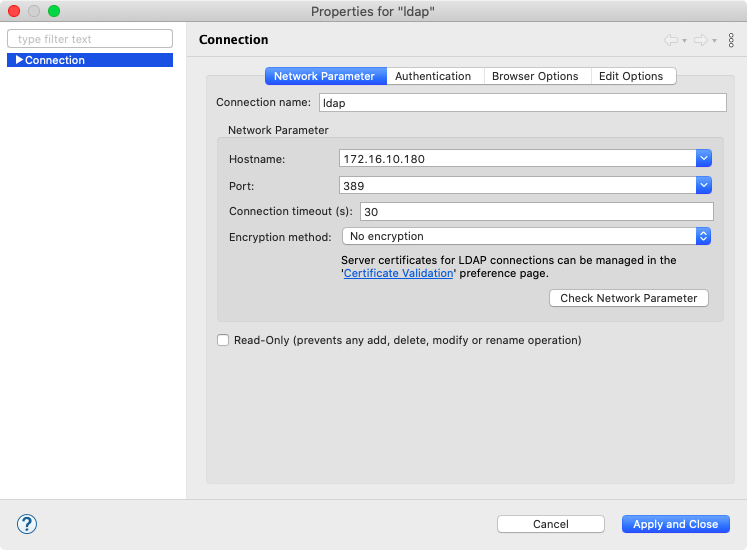 Properties for "ldap"
type filter text
Connection
Connection
Network Parameter
Authentication
Browser Options
Edit Options
Connection name:
ldap
Network Parameter
Hostname:
172.16.10.180
Port:
389
Connection timeout (s):
30
Encryption method:
No encryption
Server certificates for LDAP connections can be managed in the
'Certificate Validation' preference page.
Check Network Parameter
Read-Only (prevents any add, delete, modify or rename operation)
?
Cancel
Apply and Close